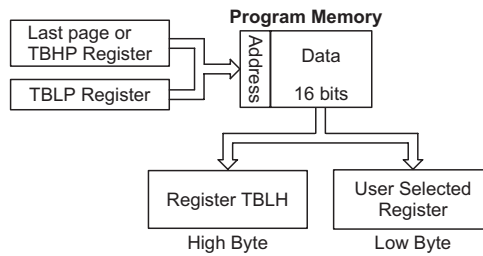 Program Memory
Last page or
TBHP Register
TBLP Register
Address
Data
16 bits
Register TBLH
User Selected
Register
High Byte
Low Byte